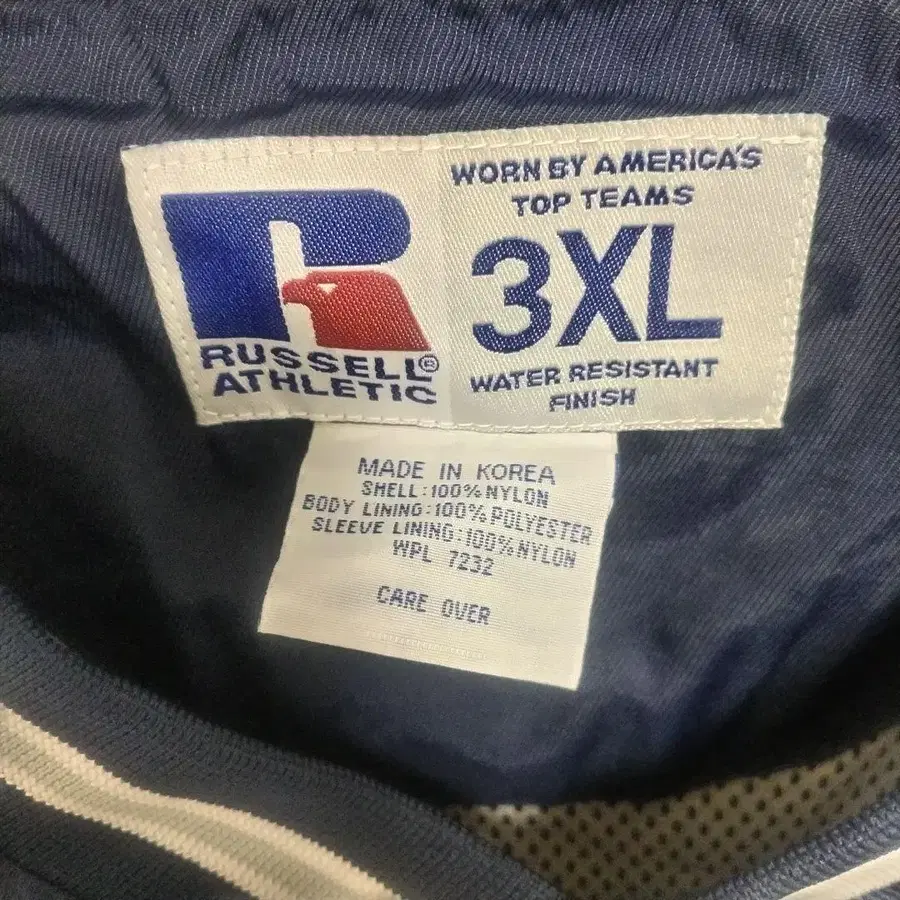 RUSSELL®
ATHLETIC
WORN BY AMERICA'S
TOP TEAMS
3XL
WATER RESISTANT
FINISH
MADE IN KOREA
SHELL:100%NYLON
BODY LINING:100%POLYESTER
SLEEVE LINING:100%NYLON
WPL 7232
CARE OVER